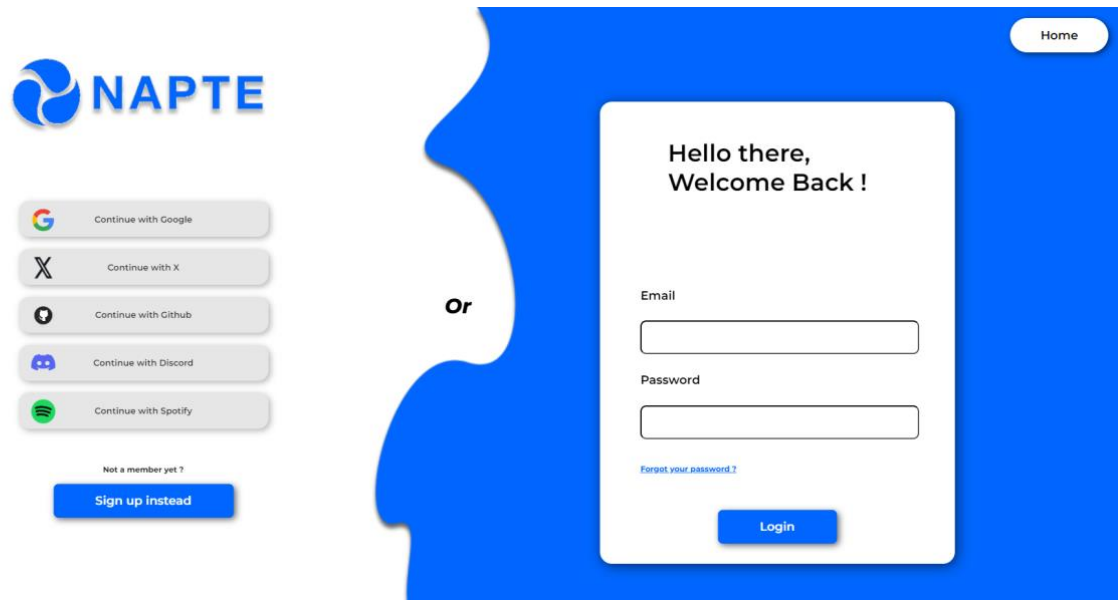 NAPTE
Continue with Google
Continue with X
Continue with Github
Continue with Discord
Continue with Spotify
Not a member yet ?
Sign up instead
Or
Home
Hello there,
Welcome Back !
Email
Password
Forgot your password ?
Login